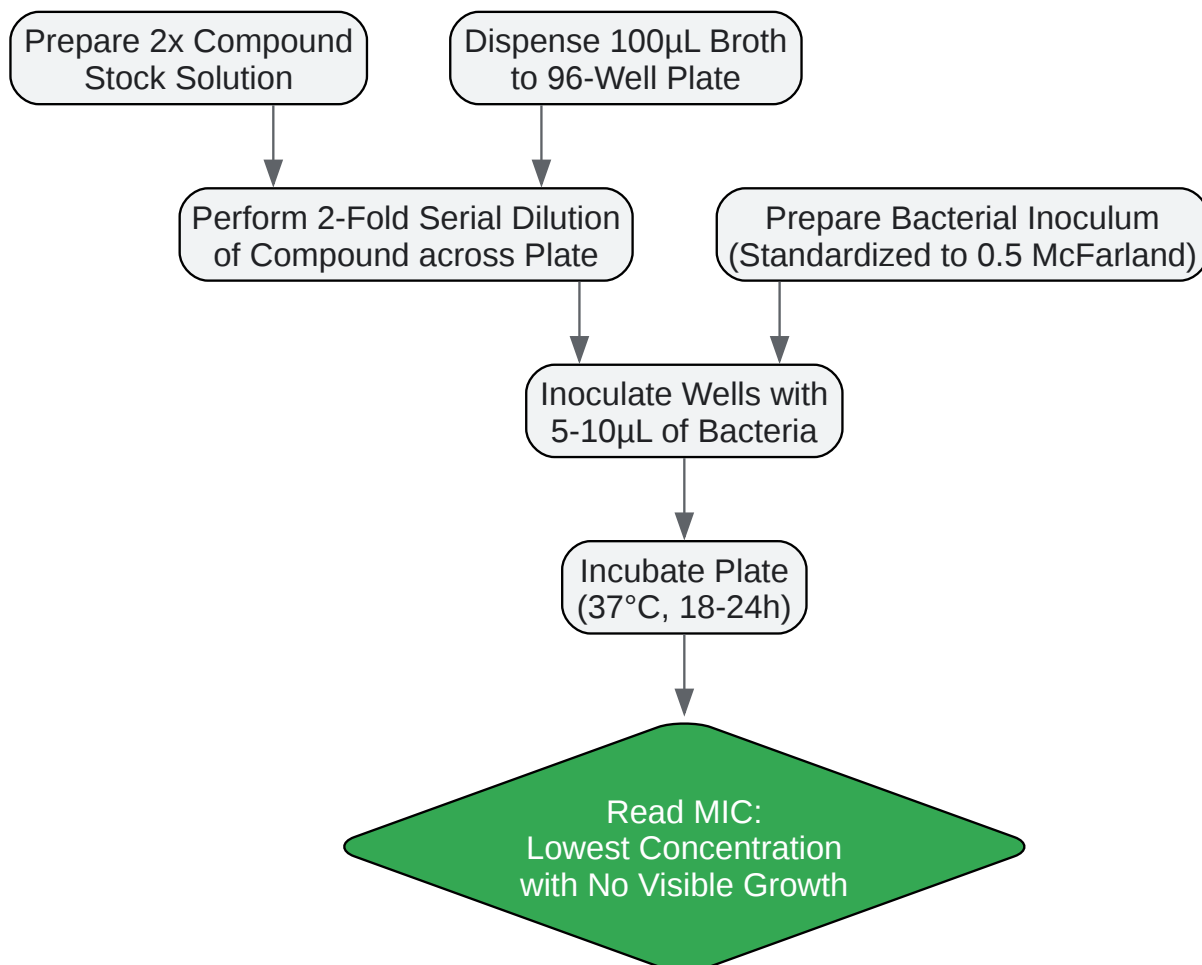 Prepare 2x Compound
Stock Solution
Dispense 100µL Broth
to 96-Well Plate
Perform 2-Fold Serial Dilution
of Compound across Plate
Prepare Bacterial Inoculum
(Standardized to 0.5 McFarland)
Inoculate Wells with
5-10µL of Bacteria
Incubate Plate
(37°C, 18-24h)
Read MIC:
Lowest Concentration
with No Visible Growth